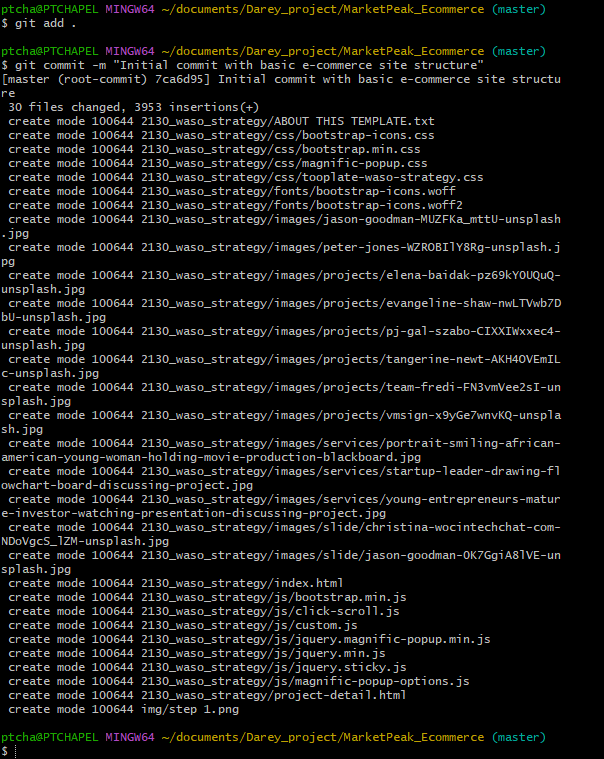 ptcha@PTCHAPEL MINGW64 ~/documents/Darey_project/MarketPeak_Ecommerce (master)
$ git add .
ptcha@PTCHAPEL MINGW64 ~/documents/Darey_project/MarketPeak_Ecommerce (master)
$ git commit -m "Initial commit with basic e-commerce site structure"
[master (root-commit) 7ca6d95] Initial commit with basic e-commerce site structu
re
 30 files changed, 3953 insertions(+)
 create mode 100644 2130_waso_strategy/ABOUT THIS TEMPLATE.txt
 create mode 100644 2130_waso_strategy/css/bootstrap-icons.css
 create mode 100644 2130_waso_strategy/css/bootstrap.min.css
 create mode 100644 2130_waso_strategy/css/magnific-popup.css
 create mode 100644 2130_waso_strategy/css/tooplate-waso-strategy.css
 create mode 100644 2130_waso_strategy/fonts/bootstrap-icons.woff
 create mode 100644 2130_waso_strategy/fonts/bootstrap-icons.woff2
 create mode 100644 2130_waso_strategy/images/jason-goodman-MUZFKa_mttU-unsplash
.jpg
 create mode 100644 2130_waso_strategy/images/peter-jones-WZROBIlY8Rg-unsplash.j
pg
 create mode 100644 2130_waso_strategy/images/projects/elena-baidak-pz69kYOUQuQ-
unsplash.jpg
 create mode 100644 2130_waso_strategy/images/projects/evangeline-shaw-nwLTVwb7D
bU-unsplash.jpg
 create mode 100644 2130_waso_strategy/images/projects/pj-gal-szabo-CIXXIWxxec4-
unsplash.jpg
 create mode 100644 2130_waso_strategy/images/projects/tangerine-newt-AKH4OVEmIL
c-unsplash.jpg
 create mode 100644 2130_waso_strategy/images/projects/team-fredi-FN3vmVee2sI-un
splash.jpg
 create mode 100644 2130_waso_strategy/images/projects/vmsign-x9yGe7wnvKQ-unspla
sh.jpg
 create mode 100644 2130_waso_strategy/images/services/portrait-smiling-african-
american-young-woman-holding-movie-production-blackboard.jpg
 create mode 100644 2130_waso_strategy/images/services/startup-leader-drawing-fl
owchart-board-discussing-project.jpg
 create mode 100644 2130_waso_strategy/images/services/young-entrepreneurs-matur
e-investor-watching-presentation-discussing-project.jpg
 create mode 100644 2130_waso_strategy/images/slide/christina-wocintechchat-com-
NDoVgcS_lZM-unsplash.jpg
 create mode 100644 2130_waso_strategy/images/slide/jason-goodman-OK7GgiA8lVE-un
splash.jpg
 create mode 100644 2130_waso_strategy/index.html
 create mode 100644 2130_waso_strategy/js/bootstrap.min.js
 create mode 100644 2130_waso_strategy/js/click-scroll.js
 create mode 100644 2130_waso_strategy/js/custom.js
 create mode 100644 2130_waso_strategy/js/jquery.magnific-popup.min.js
 create mode 100644 2130_waso_strategy/js/jquery.min.js
 create mode 100644 2130_waso_strategy/js/jquery.sticky.js
 create mode 100644 2130_waso_strategy/js/magnific-popup-options.js
 create mode 100644 2130_waso_strategy/project-detail.html
 create mode 100644 img/step 1.png
ptcha@PTCHAPEL MINGW64 ~/documents/Darey_project/MarketPeak_Ecommerce (master)
$